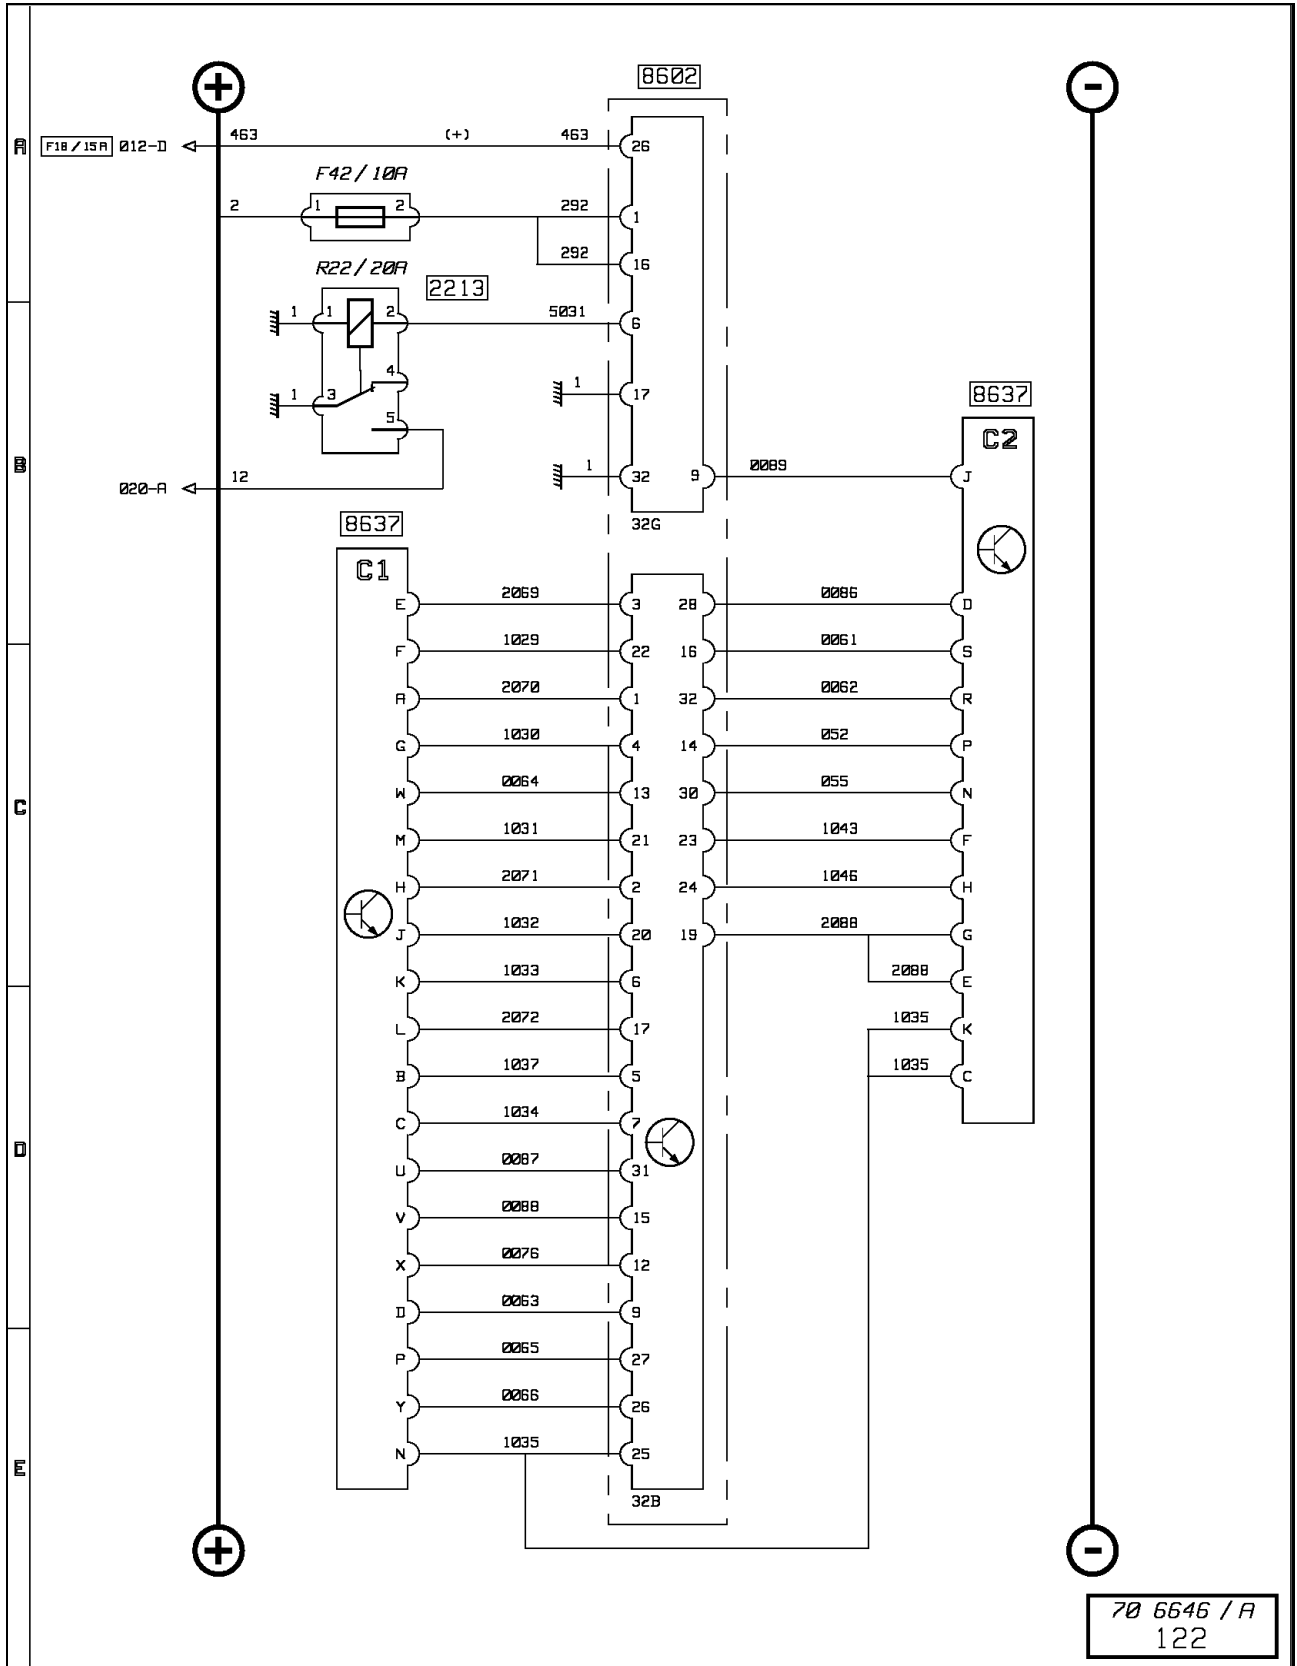 8602
A
F18 / 15A 012-D 463 (+) 463 26
F42 / 10A
2 1 2 292 1
292 16
R22 / 20A 2213
1 1 2 5031 6
4
1 3 1 17
5
8637
C2
B
12 1 32 9 0089 J
020-A
32G
8637
C1
E 2069 3 28 0086 D
F 1029 22 16 0061 S
A 2070 1 32 0062 R
G 1030 4 14 052 P
W 0064 13 30 055 N
C
M 1031 21 23 1043 F
H 2071 2 24 1046 H
J 1032 20 19 2088 G
K 1033 6 2088 E
L 2072 17 1035 K
B 1037 5 1035 C
C 1034 7
D
U 0087 31
V 0088 15
X 0076 12
D 0063 9
P 0065 27
Y 0066 26
N 1035 25
E
32B
70 6646 / A
122